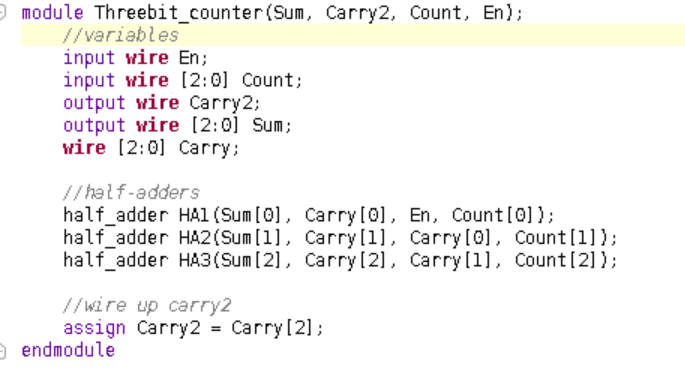 module Threebit_counter(Sum, Carry2, Count, En);
//variables
input wire En;
input wire [2:0] Count;
output wire Carry2;
output wire [2:0] Sum;
wire [2:0] Carry;
//half-adders
half_adder HA1(Sum[0], Carry[0], En, Count[0]);
half_adder HA2(Sum[1], Carry[1], Carry[0], Count[1]);
half_adder HA3(Sum[2], Carry[2], Carry[1], Count[2]);
//wire up carry2
assign Carry2 = Carry[2];
endmodule